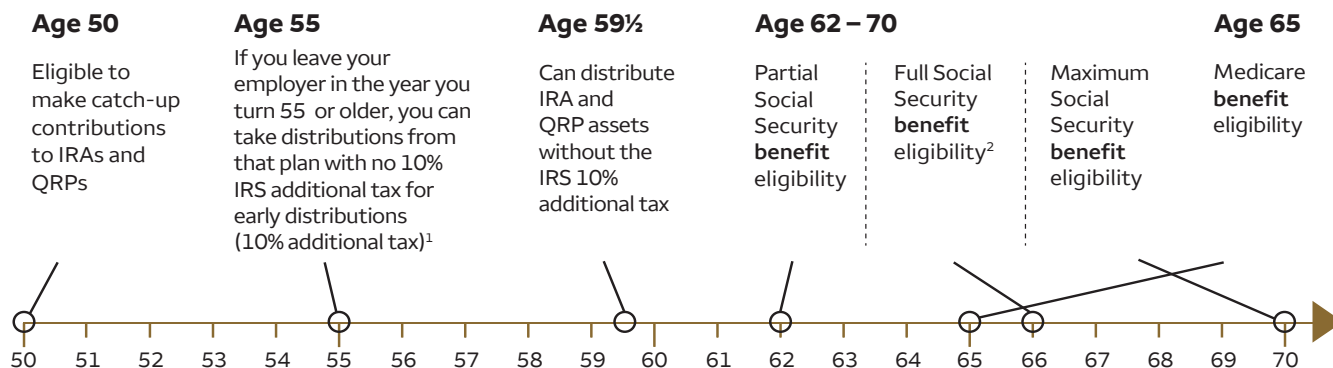 Age 50
Eligible to
make catch-up
contributions
to IRAs and
QRPs
Age 55
If you leave your
employer in the year you
turn 55 or older, you can
take distributions from
that plan with no 10%
IRS additional tax for
early distributions
(10% additional tax)1
Age 59½
Can distribute
IRA and
QRP assets
without the
IRS 10%
additional tax
Age 62 – 70
Partial
Social
Security
benefit
eligibility
Full Social
Security
benefit
eligibility2
Maximum
Social
Security
benefit
eligibility
Age 65
Medicare
benefit
eligibility
50 51 52 53 54 55 56 57 58 59 60 61 62 63 64 65 66 67 68 69 70